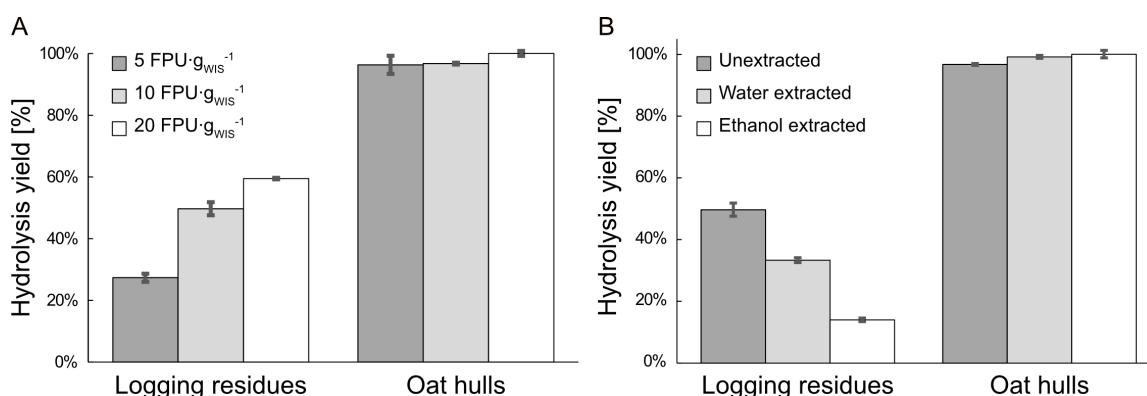 A
Hydrolysis yield [%]
100%
80%
60%
40%
20%
0%
5 FPU·gWIS-1
10 FPU·gWIS-1
20 FPU·gWIS-1
Logging residues
Oat hulls
B
Hydrolysis yield [%]
100%
80%
60%
40%
20%
0%
Unextracted
Water extracted
Ethanol extracted
Logging residues
Oat hulls